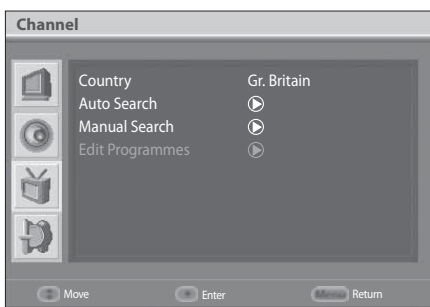 Channel
Country Gr. Britain
Auto Search
Manual Search
Edit Programmes
Move Enter Menu Return